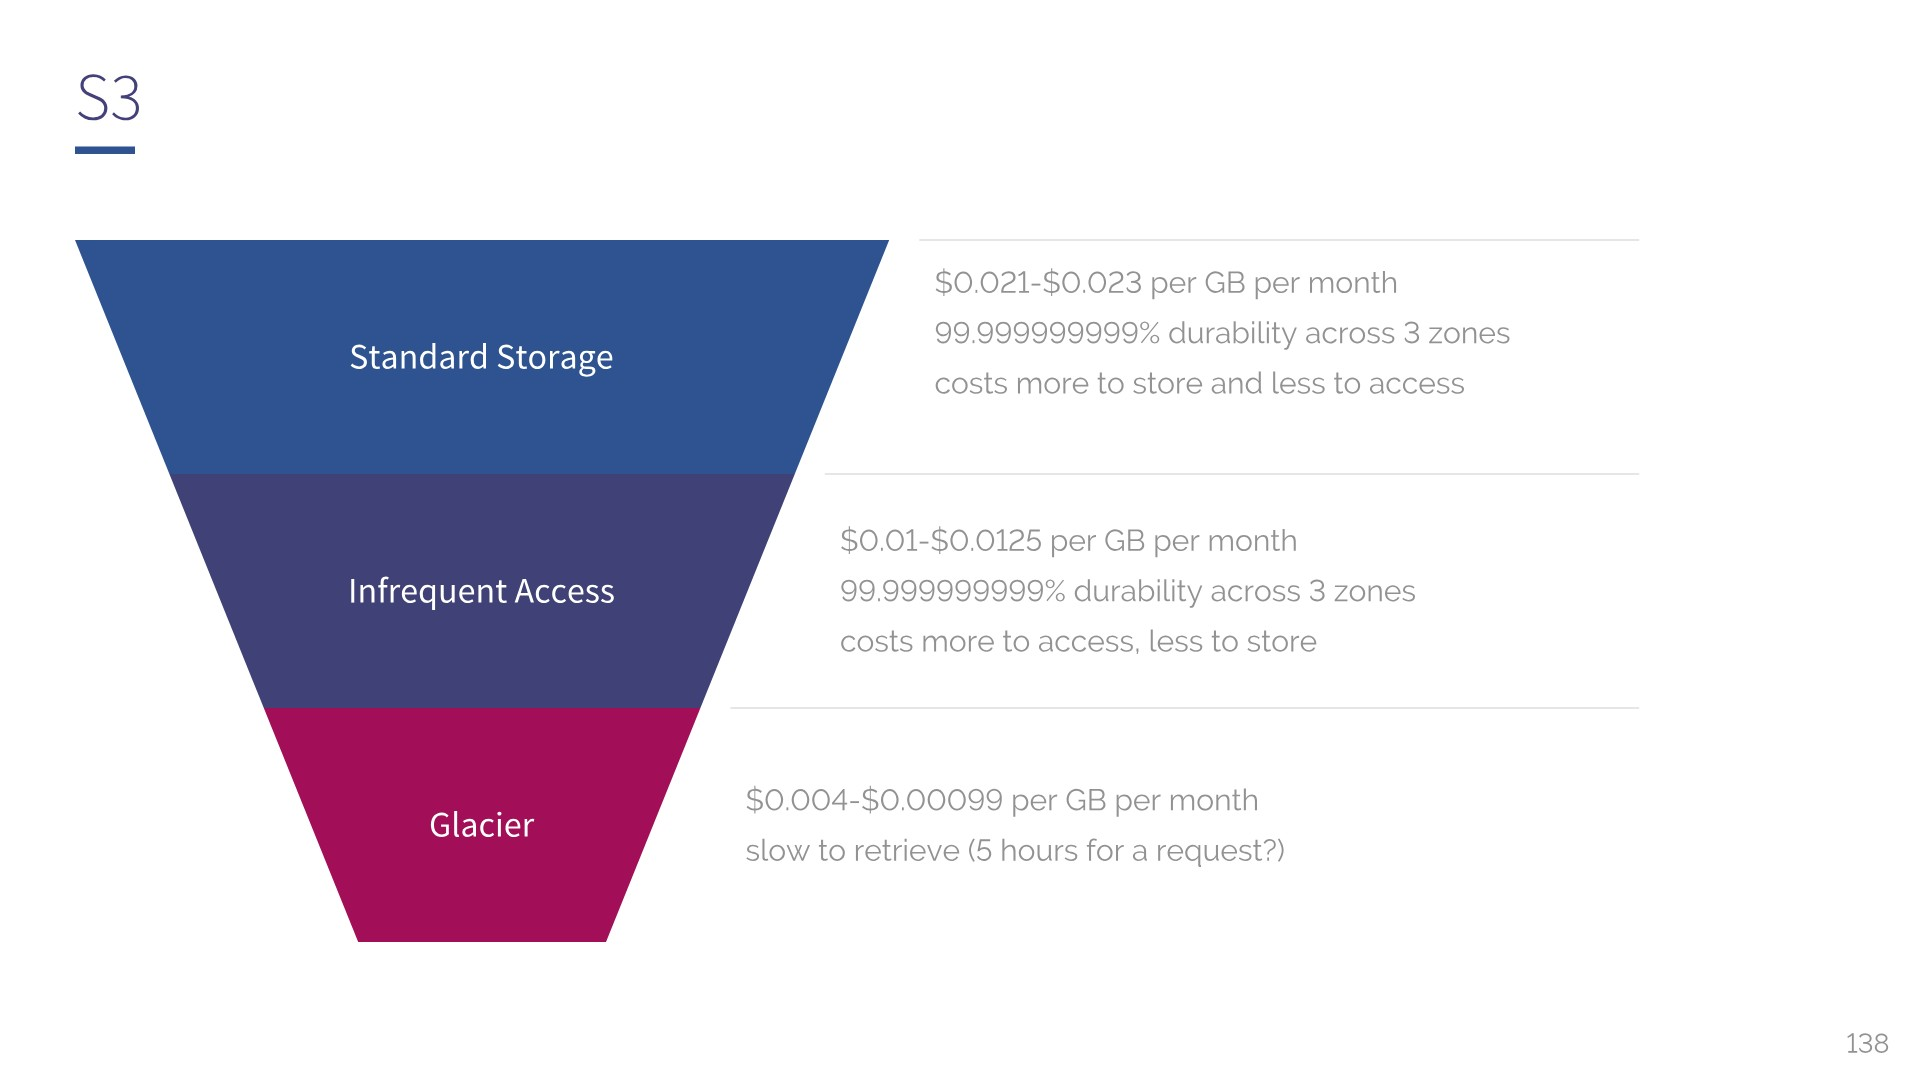 S3
Standard Storage
$0.021-$0.023 per GB per month
99.999999999% durability across 3 zones
costs more to store and less to access
Infrequent Access
$0.01-$0.0125 per GB per month
99.999999999% durability across 3 zones
costs more to access, less to store
Glacier
$0.004-$0.00099 per GB per month
slow to retrieve (5 hours for a request?)
138